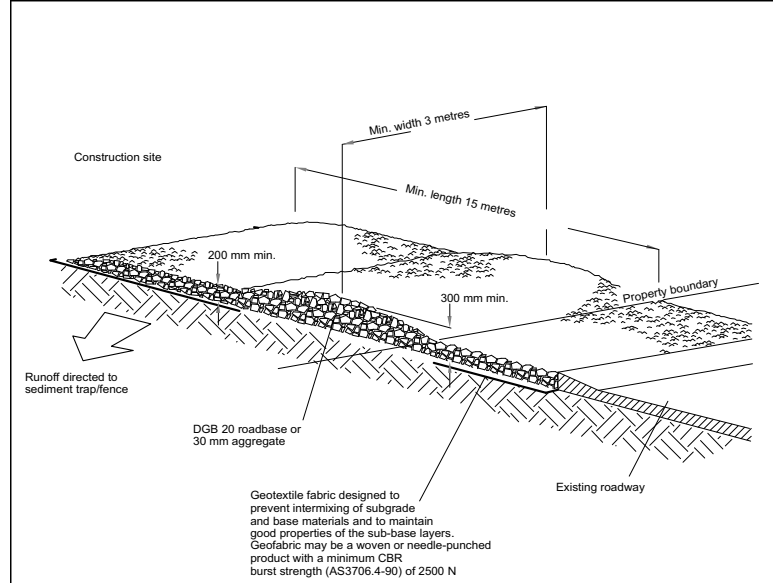 Min. width 3 metres
Construction site
Min. length 15 metres
200 mm min.
300 mm min.
Property boundary
Runoff directed to
sediment trap/fence
DGB 20 roadbase or
30 mm aggregate
Existing roadway
Geotextile fabric designed to
prevent intermixing of subgrade
and base materials and to maintain
good properties of the sub-base layers.
Geofabric may be a woven or needle-punched
product with a minimum CBR
burst strength (AS3706.4-90) of 2500 N